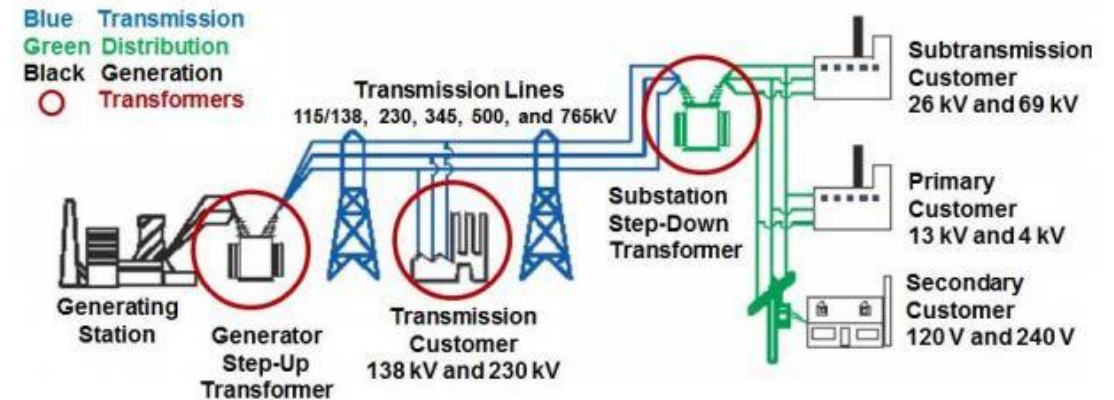 Blue Transmission
Green Distribution
Black Generation
Transformers
Transmission Lines
115/138, 230, 345, 500, and 765kV
Subtransmission
Customer
26 kV and 69 kV
Substation
Step-Down
Transformer
Primary
Customer
13 kV and 4 kV
Generating
Station
Generator
Step-Up
Transformer
Transmission
Customer
138 kV and 230 kV
Secondary
Customer
120 V and 240 V